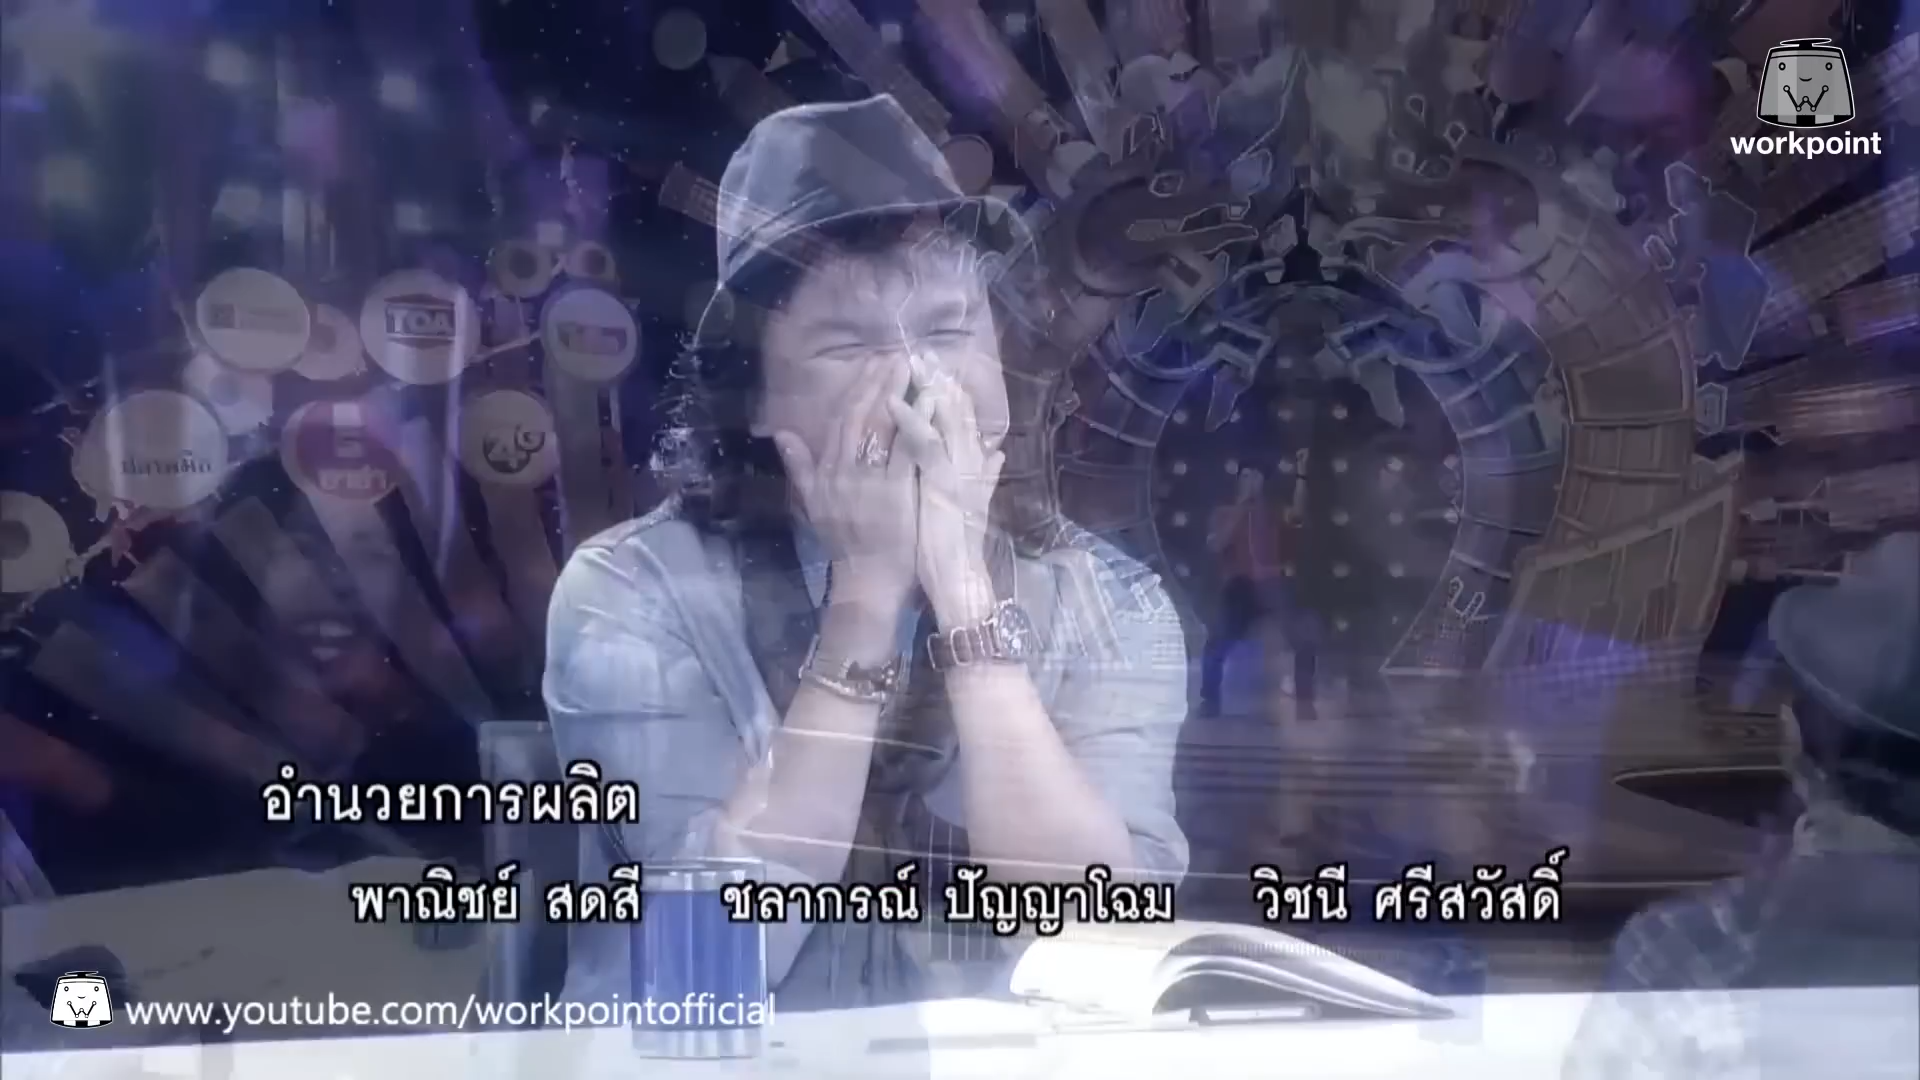 workpoint
TOA
4G
อำนวยการผลิต
พาณิชย์ สดสี ชลากรณ์ ปัญญาโฉม วิชนี ศรีสวัสดิ์
www.youtube.com/workpointofficial